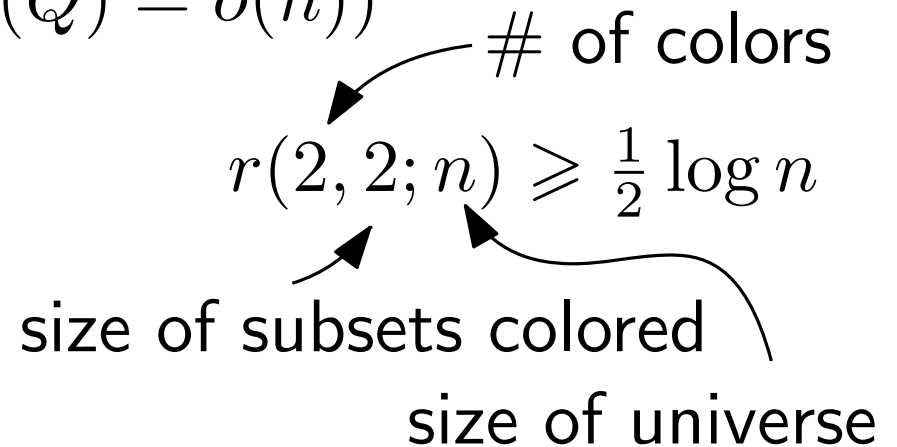 (Q) = o(n))
# of colors
r(2, 2; n) ⩾ 1/2 log n
size of subsets colored
size of universe